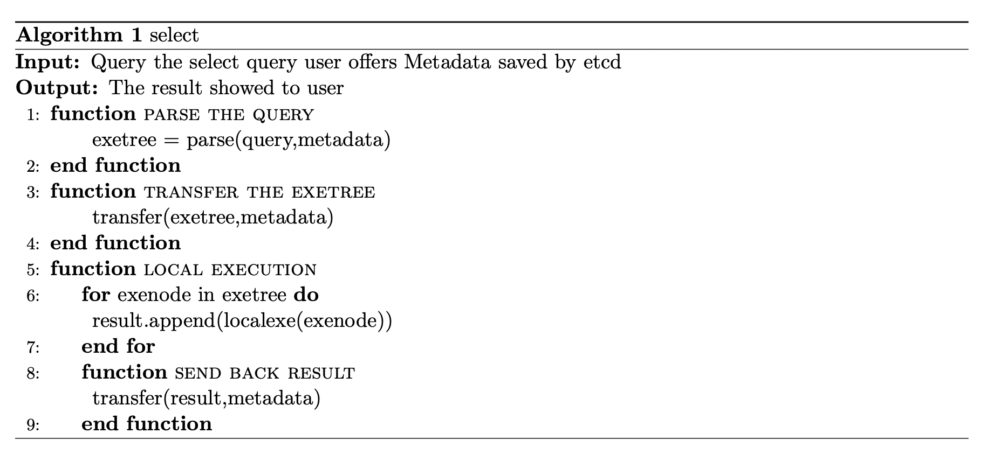 Algorithm 1 select
Input: Query the select query user offers Metadata saved by etcd
Output: The result showed to user
1: function PARSE THE QUERY
exetree = parse(query,metadata)
2: end function
3: function TRANSFER THE EXETREE
transfer(exetree,metadata)
4: end function
5: function LOCAL EXECUTION
6: for exenode in exetree do
result.append(localexe(exenode))
7: end for
8: function SEND BACK RESULT
transfer(result,metadata)
9: end function